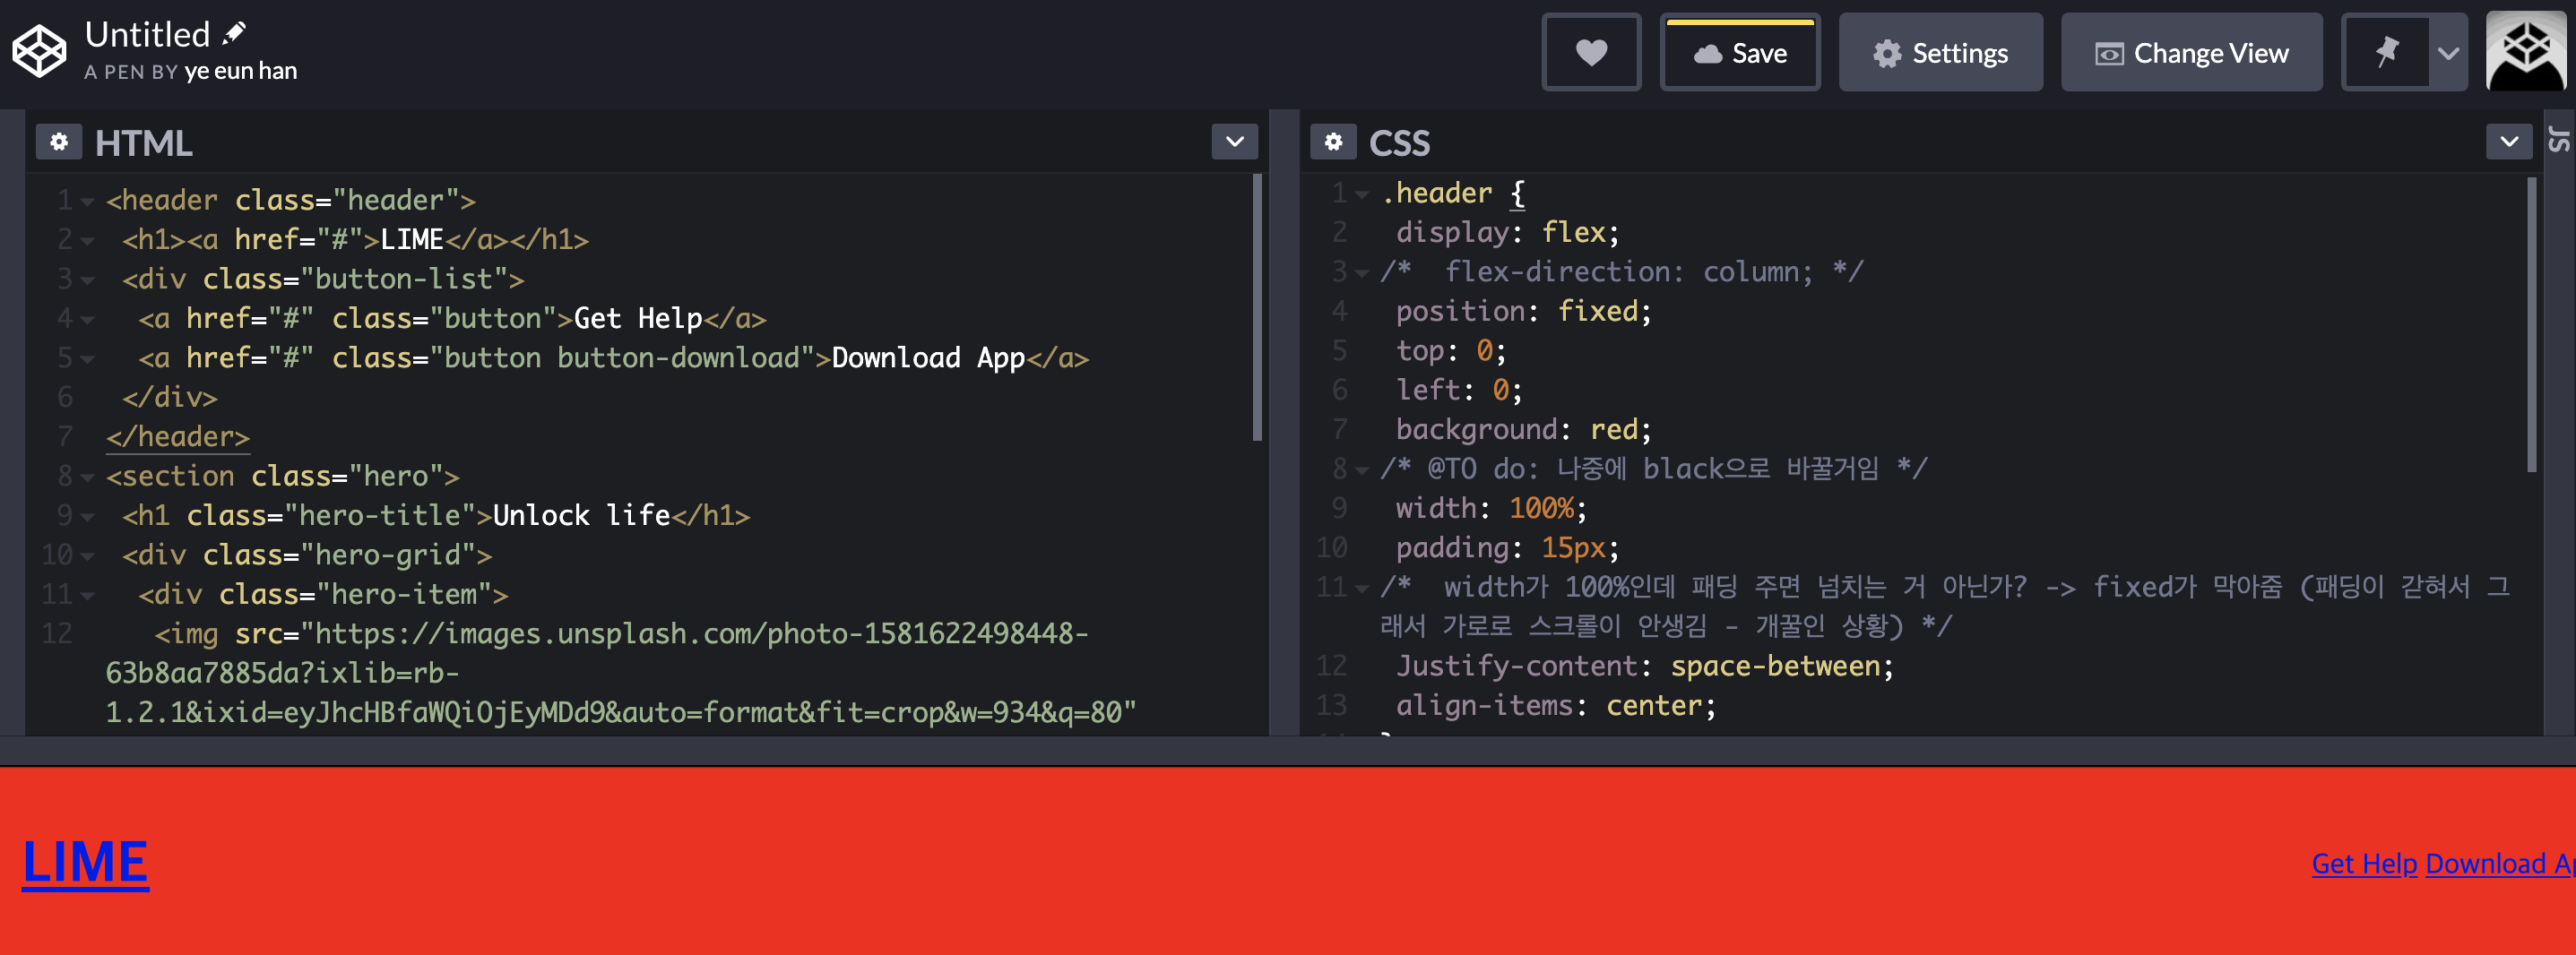 Untitled
A PEN BY ye eun han
Save
Settings
Change View
HTML
1 <header class="header">
2 <h1><a href="#">LIME</a></h1>
3 <div class="button-list">
4 <a href="#" class="button">Get Help</a>
5 <a href="#" class="button button-download">Download App</a>
6 </div>
7 </header>
8 <section class="hero">
9 <h1 class="hero-title">Unlock life</h1>
10 <div class="hero-grid">
11 <div class="hero-item">
12 <img src="https://images.unsplash.com/photo-1581622498448-
63b8aa7885da?ixlib=rb-
1.2.1&ixid=eyJhcHBfaWQiOjEyMDd9&auto=format&fit=crop&w=934&q=80"
CSS
1 .header {
2 display: flex;
3 /* flex-direction: column; */
4 position: fixed;
5 top: 0;
6 left: 0;
7 background: red;
8 /* @TO do: 나중에 black으로 바꿀거임 */
9 width: 100%;
10 padding: 15px;
11 /* width가 100%인데 패딩 주면 넘치는 거 아닌가? -> fixed가 막아줌 (패딩이 갇혀서 그
래서 가로로 스크롤이 안생김 - 개꿀인 상황) */
12 Justify-content: space-between;
13 align-items: center;
JS
LIME
Get Help Download Ap